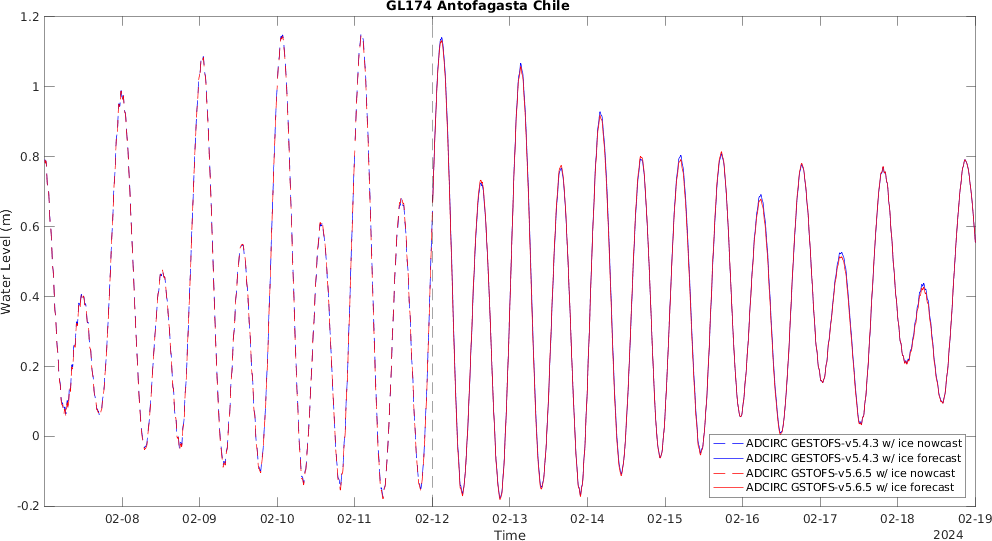 GL174 Antofagasta Chile
1.2
1
0.8
0.6
0.4
0.2
0
-0.2
Water Level (m)
ADCIRC GESTOFS-v5.4.3 w/ ice nowcast
ADCIRC GESTOFS-v5.4.3 w/ ice forecast
ADCIRC GSTOFS-v5.6.5 w/ ice nowcast
ADCIRC GSTOFS-v5.6.5 w/ ice forecast
02-08 02-09 02-10 02-11 02-12 02-13 02-14 02-15 02-16 02-17 02-18 02-19
Time
2024